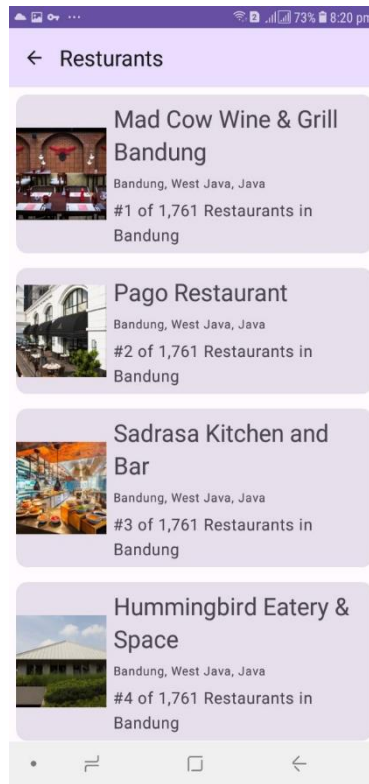 73% 8:20 pm
Resturants
Mad Cow Wine & Grill
Bandung
Bandung, West Java, Java
#1 of 1,761 Restaurants in
Bandung
Pago Restaurant
Bandung, West Java, Java
#2 of 1,761 Restaurants in
Bandung
Sadrasa Kitchen and
Bar
Bandung, West Java, Java
#3 of 1,761 Restaurants in
Bandung
Hummingbird Eatery &
Space
Bandung, West Java, Java
#4 of 1,761 Restaurants in
Bandung